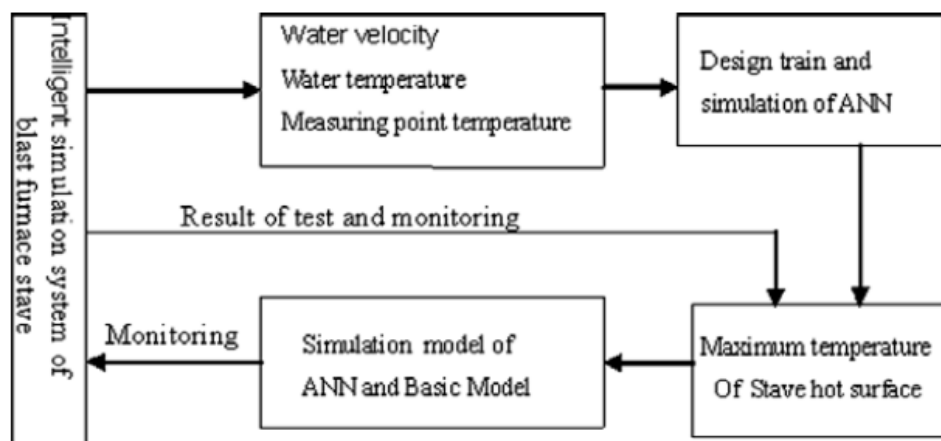 Intelligent simulation system of
blast furnace stave
Water velocity
Water temperature
Measuring point temperature
Design train and
simulation of ANN
Result of test and monitoring
Monitoring
Simulation model of
ANN and Basic Model
Maximum temperature
Of Stave hot surface